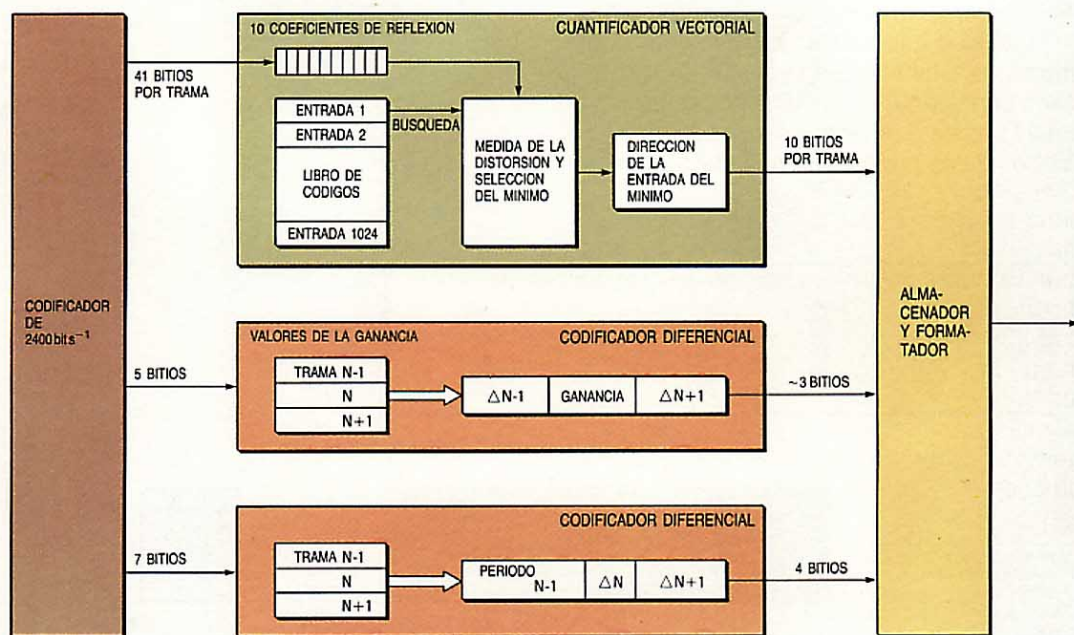 10 COEFICIENTES DE REFLEXION
CUANTIFICADOR VECTORIAL
41 BITIOS
POR TRAMA
ENTRADA 1
ENTRADA 2
LIBRO DE
CODIGOS
ENTRADA 1024
BUSQUEDA
MEDIDA DE LA
DISTORSION Y
SELECCION
DEL MINIMO
DIRECCION
DE LA
ENTRADA DEL
MINIMO
10 BITIOS
POR TRAMA
CODIFICADOR
DE
2400 bits⁻¹
ALMA-
CENADOR
Y FORMA-
TADOR
VALORES DE LA GANANCIA
CODIFICADOR DIFERENCIAL
5 BITIOS
TRAMA N-1
N
N+1
△N-1 GANANCIA △N+1
~3 BITIOS
CODIFICADOR DIFERENCIAL
7 BITIOS
TRAMA N-1
N
N+1
PERIODO
N-1 △N △N+1
4 BITIOS